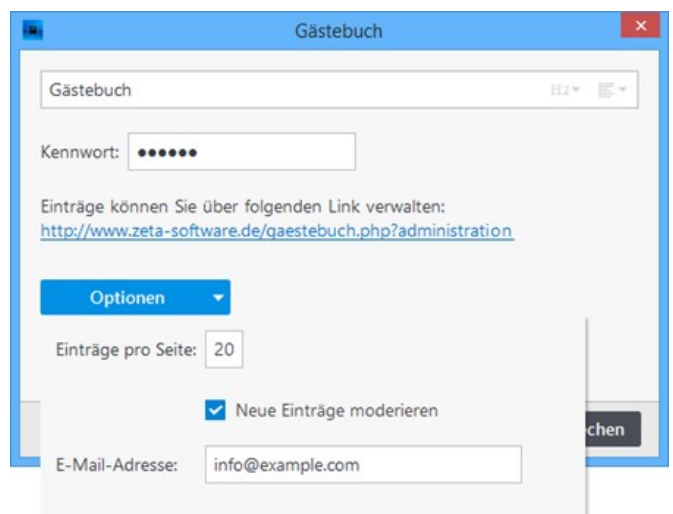 Gästebuch
Gästebuch H2
Kennwort: ●●●●●●
Einträge können Sie über folgenden Link verwalten:
http://www.zeta-software.de/gaestebuch.php?administration
Optionen
Einträge pro Seite: 20
Neue Einträge moderieren
chen
E-Mail-Adresse: info@example.com